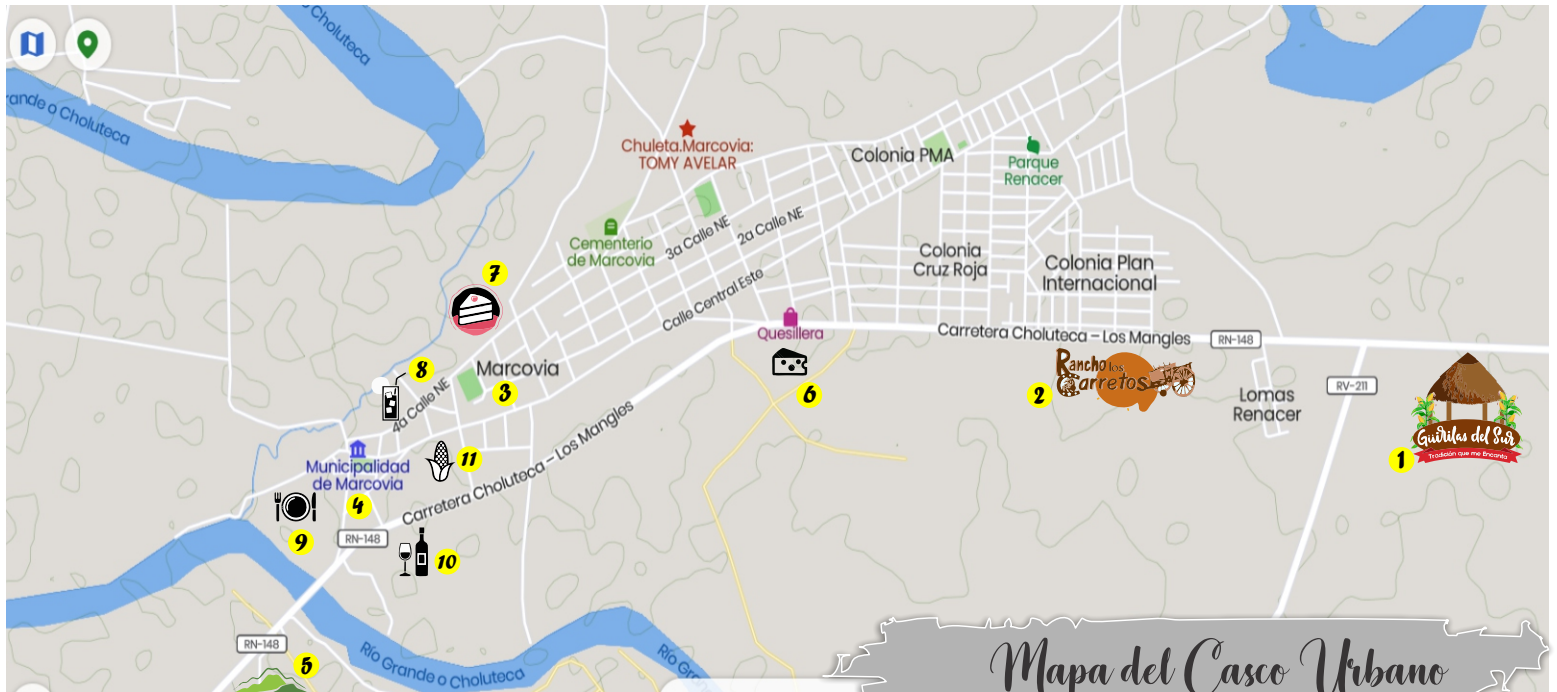 o Choluteca
rande o Choluteca
Chuleta.Marcovia:
TOMY AVELAR
Colonia PMA
Parque
Renacer
Cementerio
de Marcovia
3a Calle NE
2a Calle NE
Colonia
Cruz Roja
Colonia Plan
Internacional
7
Calle Central Este
Quesillera
Carretera Choluteca – Los Mangles
RN-148
8
Marcovia
3
4a Calle NE
6
2
Rancho los
Carretos
Lomas
Renacer
RV-211
Guirilas del Sur
Tradición que me Encanta
1
Municipalidad
de Marcovia
4
11
Carretera Choluteca – Los Mangles
9
RN-148
10
RN-148
5
Río Grande o Choluteca
Río Gran
Mapa del Casco Urbano